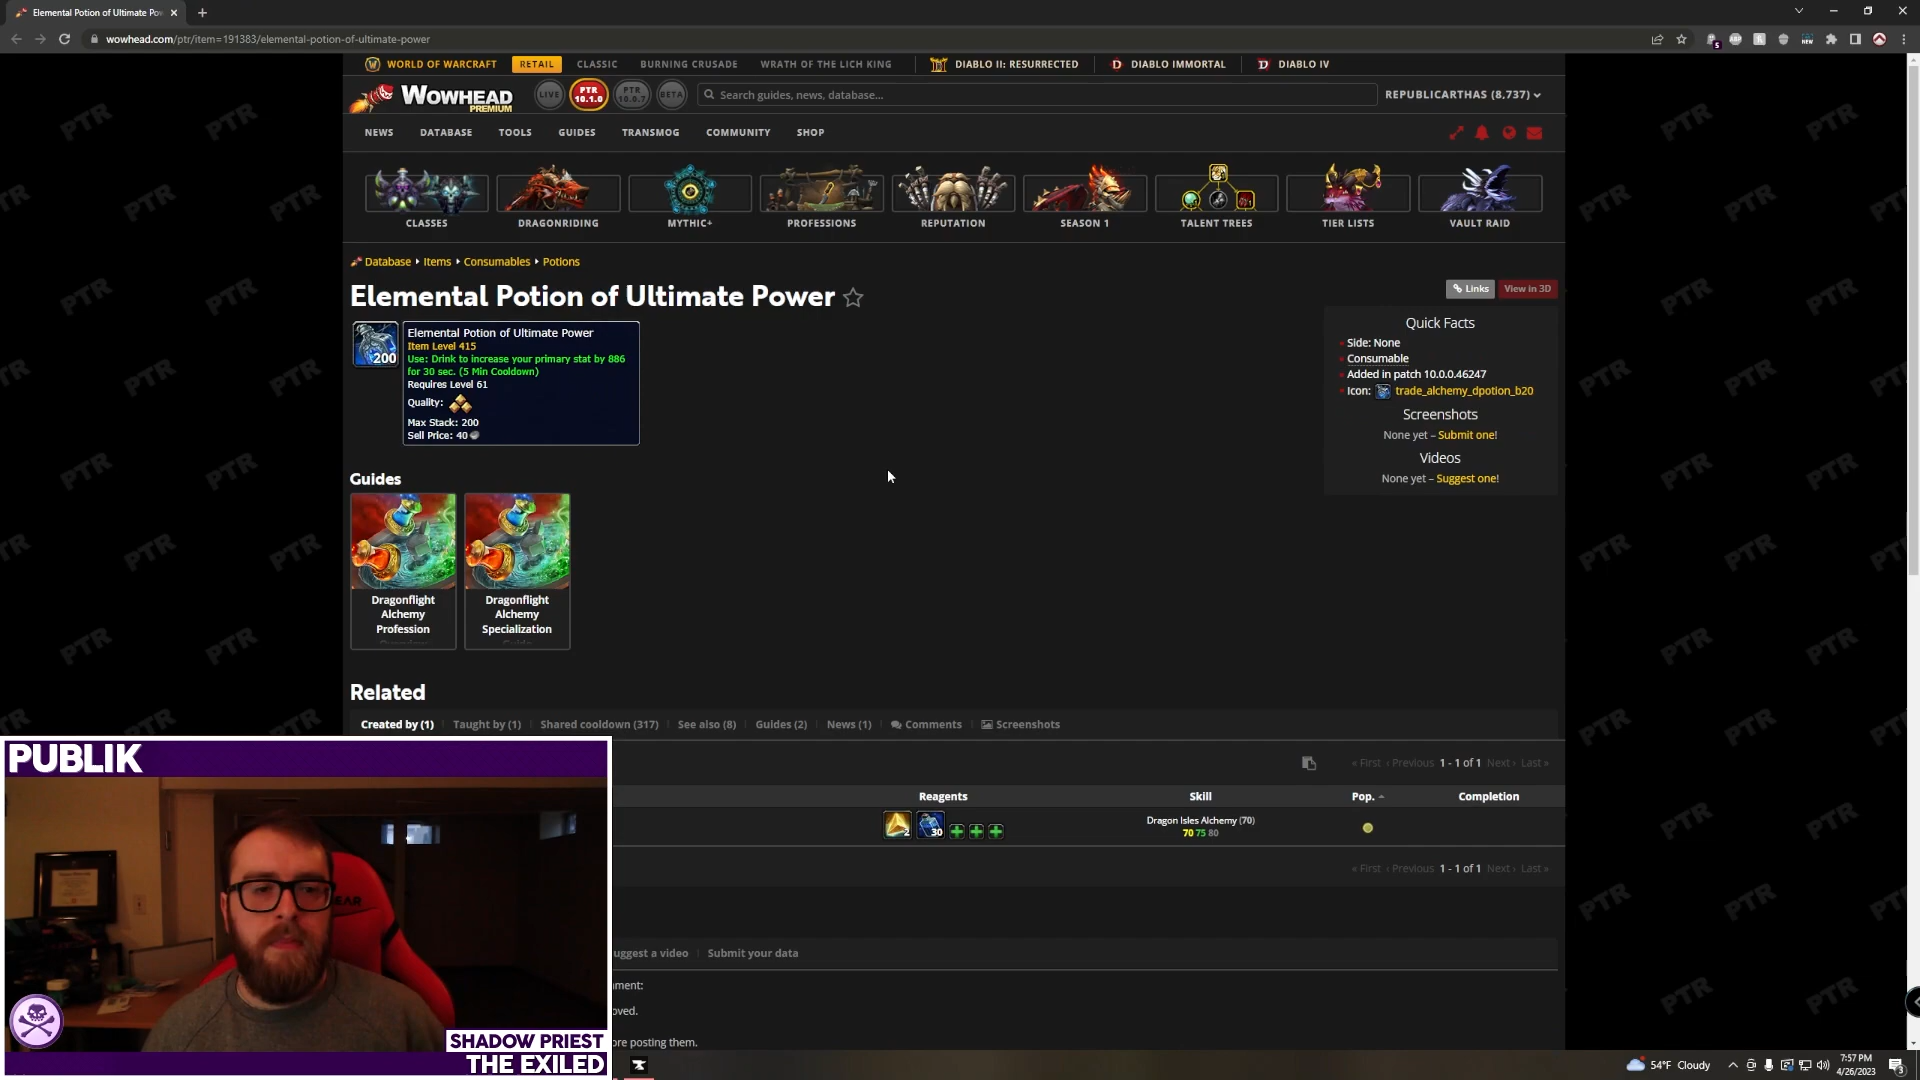 Elemental Potion of Ultimate Po
wowhead.com/ptr/item=191383/elemental-potion-of-ultimate-power
WORLD OF WARCRAFT RETAIL CLASSIC BURNING CRUSADE WRATH OF THE LICH KING DIABLO II: RESURRECTED DIABLO IMMORTAL DIABLO IV
WOWHEAD
PREMIUM
LIVE
PTR
10.1.0
PTR
10.0.7
BETA
Search guides, news, database...
REPUBLICARTHAS (8,737)
NEWS DATABASE TOOLS GUIDES TRANSMOG COMMUNITY SHOP
CLASSES DRAGONRIDING MYTHIC+ PROFESSIONS REPUTATION SEASON 1 TALENT TREES TIER LISTS VAULT RAID
Database Items Consumables Potions
Elemental Potion of Ultimate Power
Links View in 3D
200
Elemental Potion of Ultimate Power
Item Level 415
Use: Drink to increase your primary stat by 886
for 30 sec. (5 Min Cooldown)
Requires Level 61
Quality:
Max Stack: 200
Sell Price: 40
Quick Facts
Side: None
Consumable
Added in patch 10.0.0.46247
Icon: trade_alchemy_dpotion_b20
Screenshots
None yet – Submit one!
Videos
None yet – Suggest one!
Guides
Dragonflight
Alchemy
Profession
Dragonflight
Alchemy
Specialization
Guide
Related
Created by (1) Taught by (1) Shared cooldown (317) See also (8) Guides (2) News (1) Comments Screenshots
« First ‹ Previous 1 - 1 of 1 Next › Last »
Reagents Skill Pop. Completion
2 30
Dragon Isles Alchemy (70)
70 75 80
« First ‹ Previous 1 - 1 of 1 Next › Last »
uggest a video Submit your data
ment:
oved.
ore posting them.
PUBLIK
SHADOW PRIEST
THE EXILED
54°F Cloudy
7:57 PM
4/26/2023
3
PTR